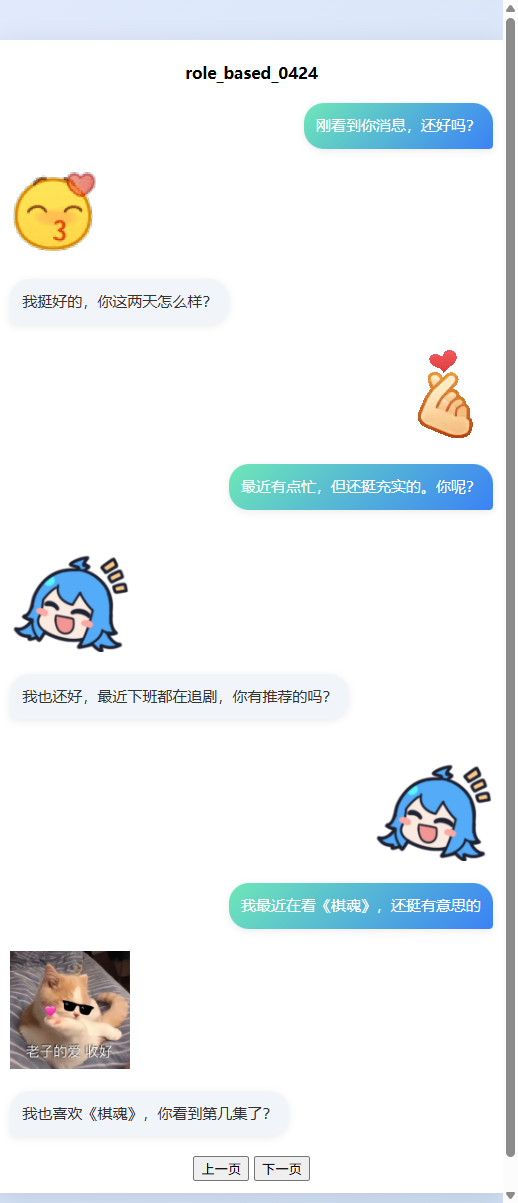 role_based_0424
刚看到你消息，还好吗？
我挺好的，你这两天怎么样？
最近有点忙，但还挺充实的。你呢？
我也还好，最近下班都在追剧，你有推荐的吗？
我最近在看《棋魂》，还挺有意思的
老子的爱 收好
我也喜欢《棋魂》，你看到第几集了？
上一页 下一页